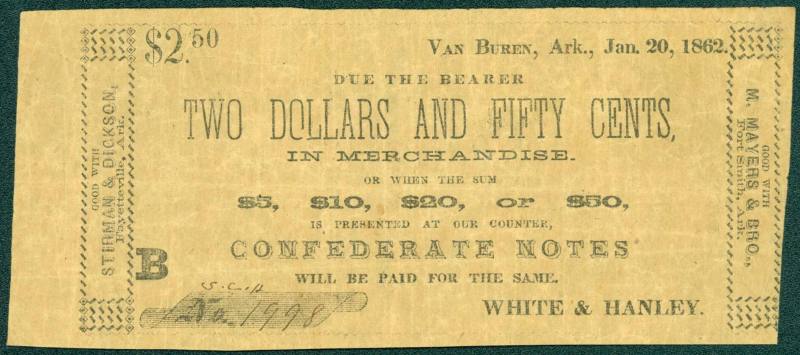 $2.50
Van Buren, Ark., Jan. 20, 1862.
DUE THE BEARER
TWO DOLLARS AND FIFTY CENTS,
IN MERCHANDISE.
OR WHEN THE SUM
$5, $10, $20, or $50,
IS PRESENTED AT OUR COUNTER,
CONFEDERATE NOTES
WILL BE PAID FOR THE SAME.
B
No. 1998
WHITE & HANLEY.
GOOD WITH
STIRMAN & DICKSON,
Fayetteville, Ark.
GOOD WITH
M. MAYERS & BRO.,
Fort Smith, Ark.